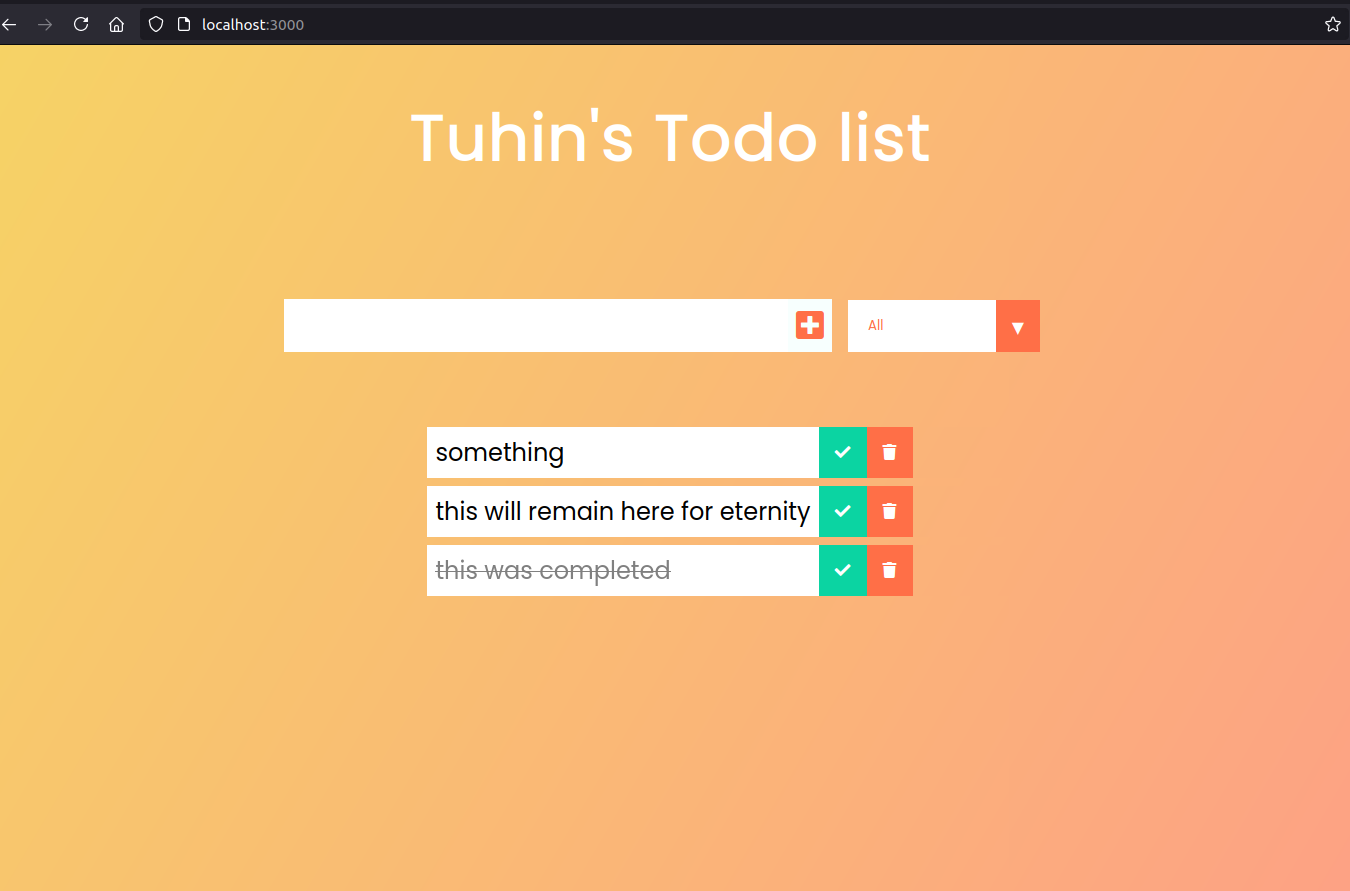 localhost:3000
Tuhin's Todo list
All
something
this will remain here for eternity
this was completed